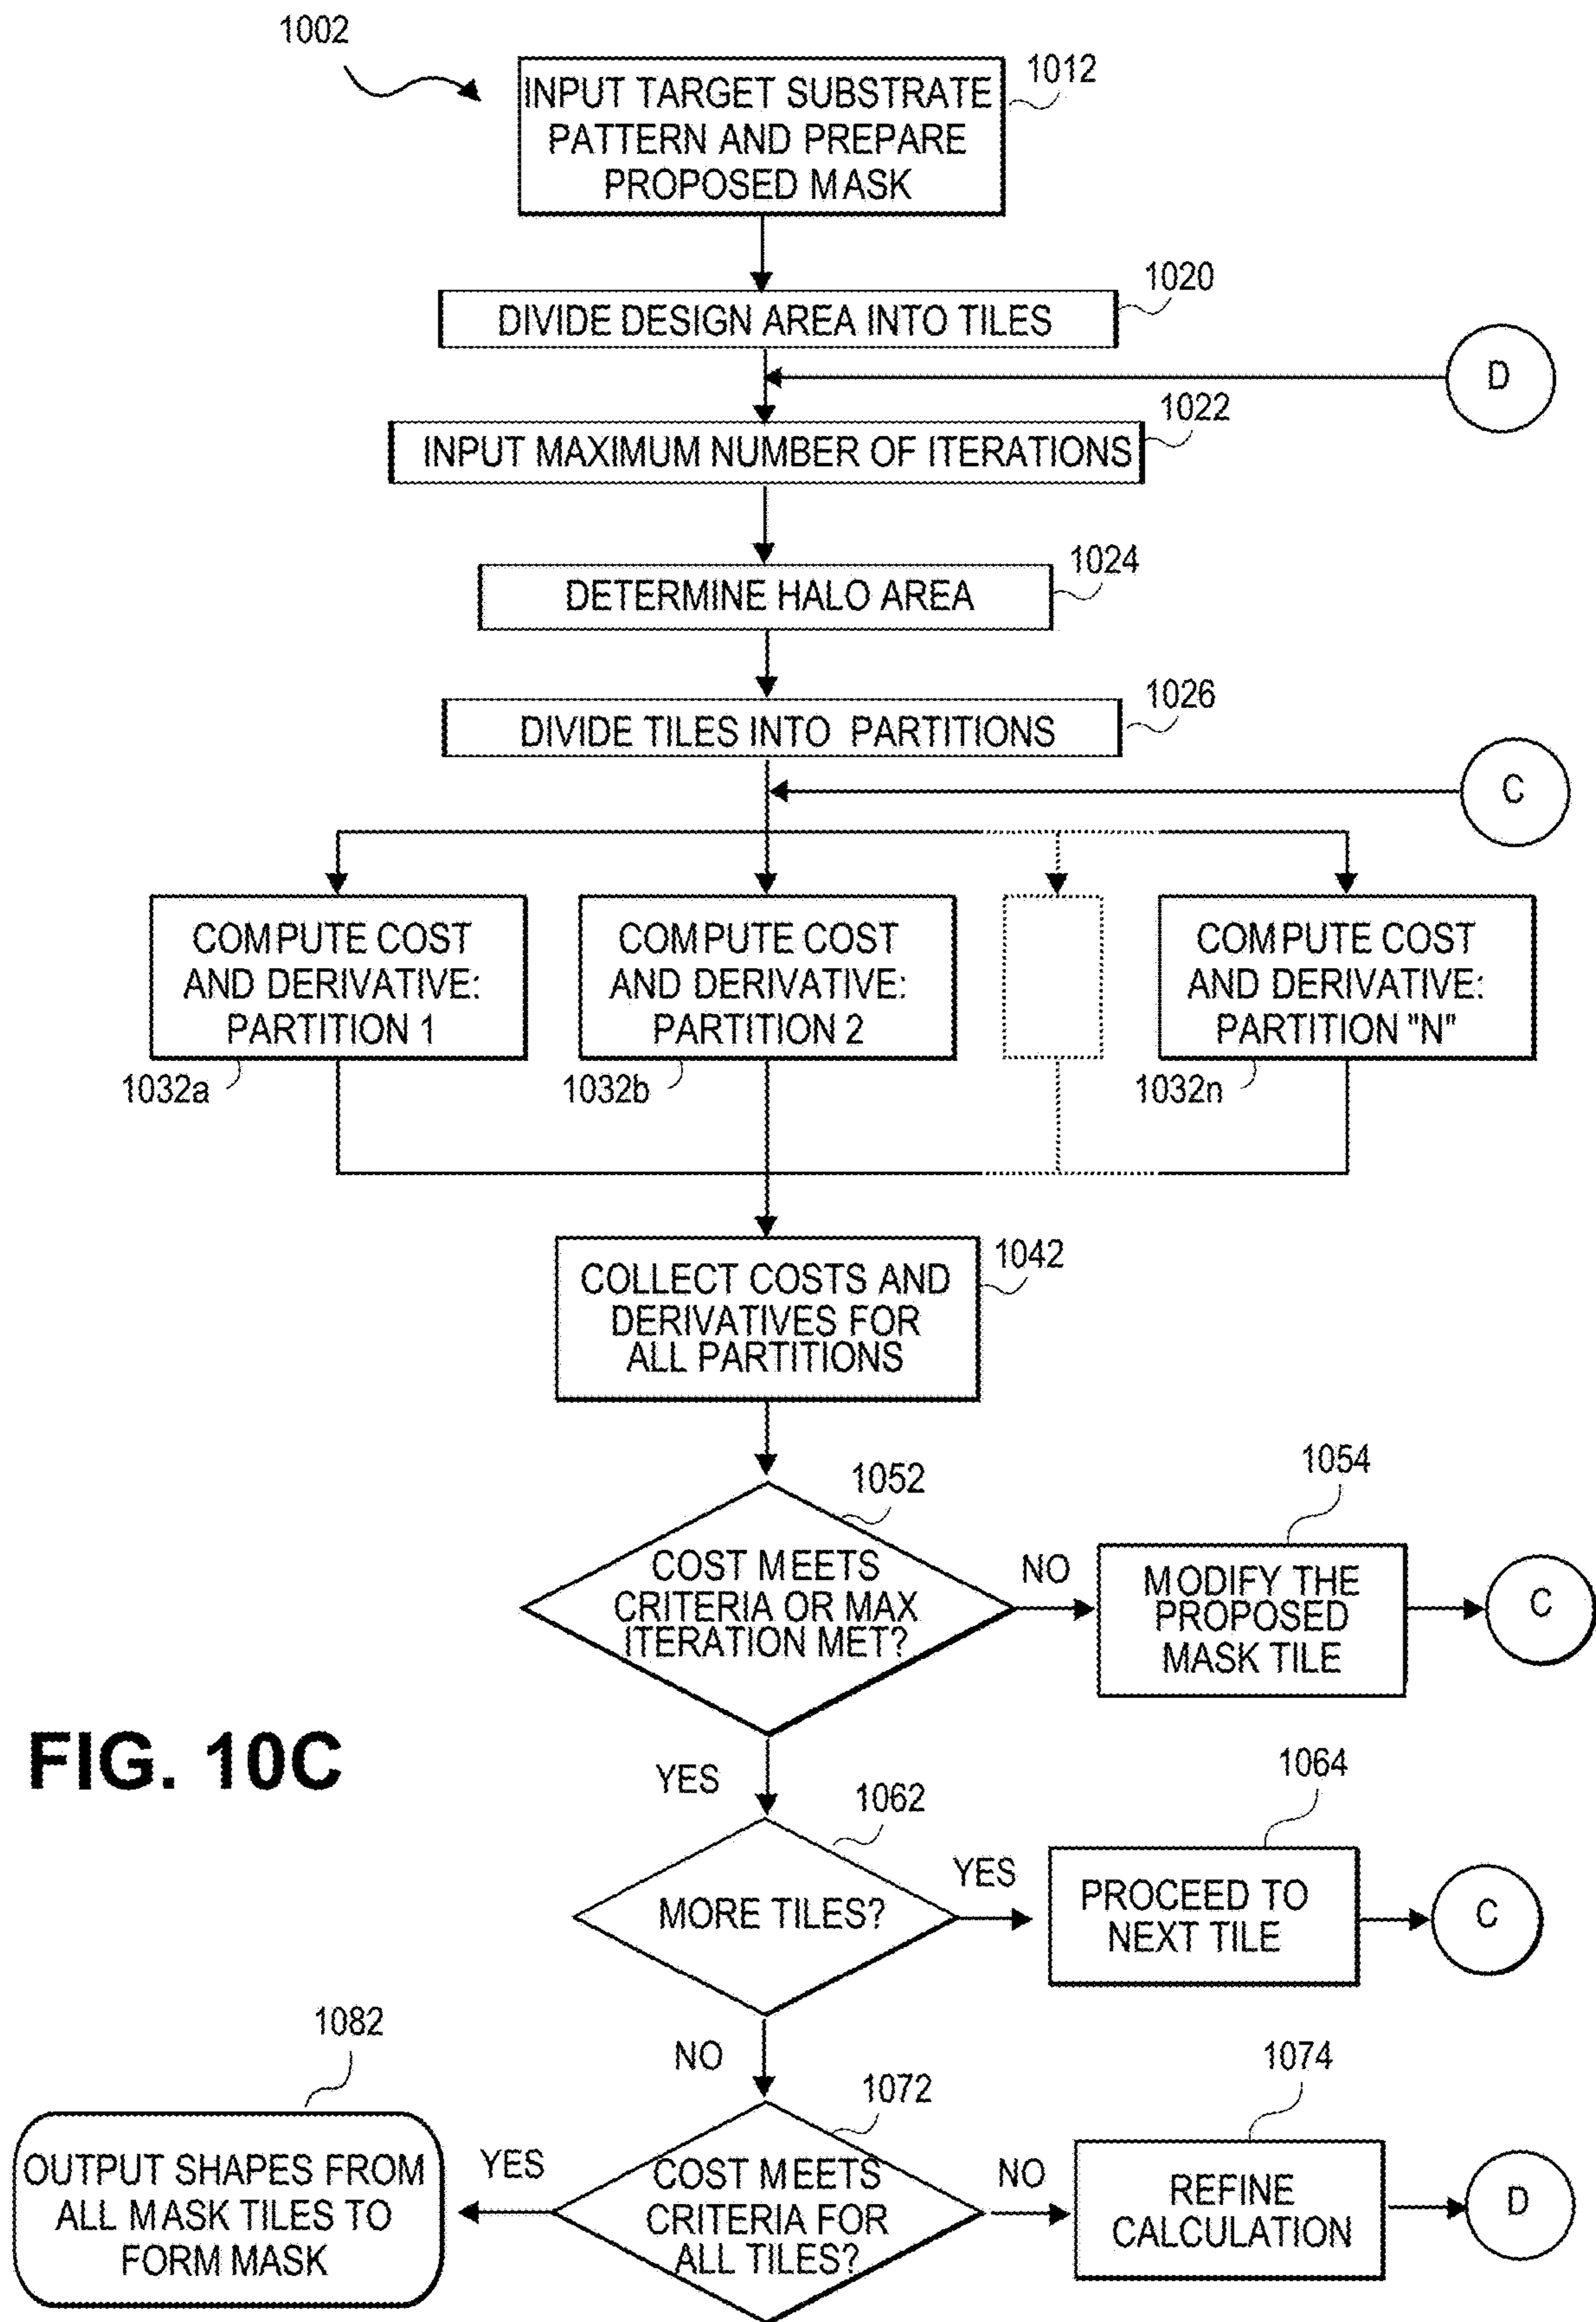 1002
1012
INPUT TARGET SUBSTRATE
PATTERN AND PREPARE
PROPOSED MASK
1020
DIVIDE DESIGN AREA INTO TILES
D
1022
INPUT MAXIMUM NUMBER OF ITERATIONS
1024
DETERMINE HALO AREA
1026
DIVIDE TILES INTO PARTITIONS
C
COMPUTE COST
AND DERIVATIVE:
PARTITION 1
1032a
COMPUTE COST
AND DERIVATIVE:
PARTITION 2
1032b
COMPUTE COST
AND DERIVATIVE:
PARTITION "N"
1032n
1042
COLLECT COSTS AND
DERIVATIVES FOR
ALL PARTITIONS
1052
COST MEETS
CRITERIA OR MAX
ITERATION MET?
NO
1054
MODIFY THE
PROPOSED
MASK TILE
C
FIG. 10C
YES
1062
MORE TILES?
YES
1064
PROCEED TO
NEXT TILE
C
NO
1072
COST MEETS
CRITERIA FOR
ALL TILES?
NO
1074
REFINE
CALCULATION
D
YES
1082
OUTPUT SHAPES FROM
ALL MASK TILES TO
FORM MASK